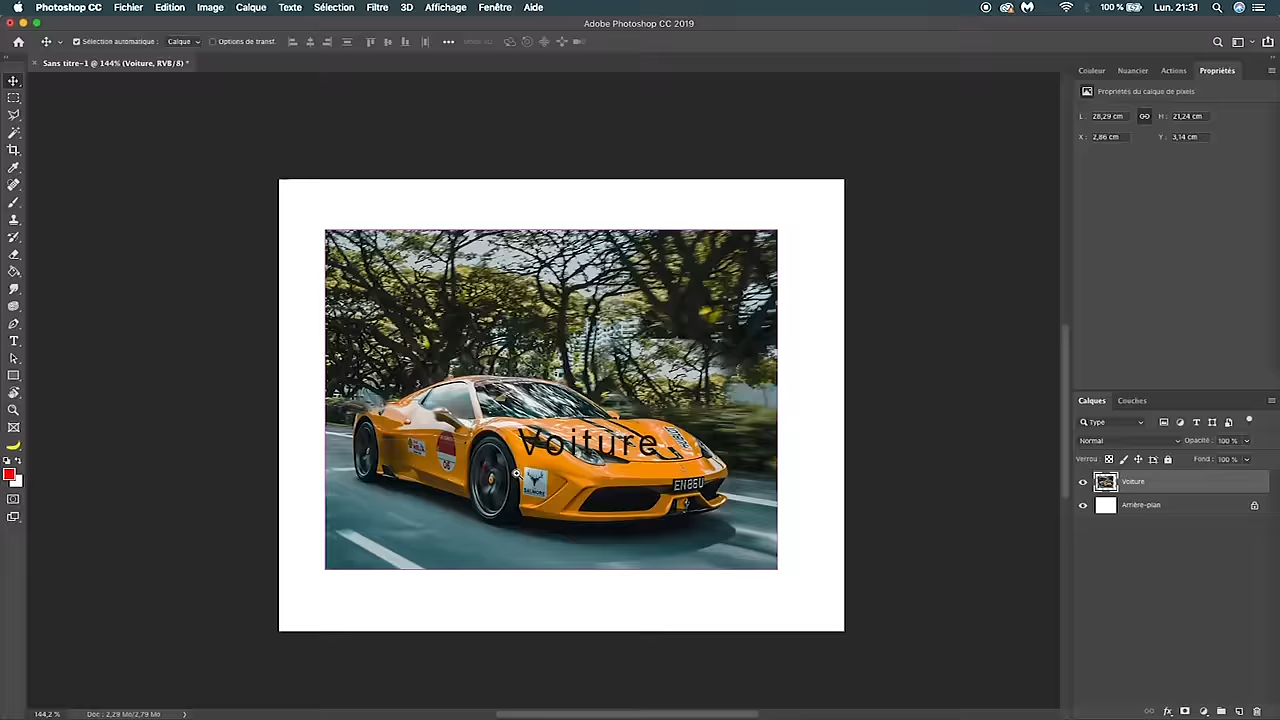 Photoshop CC Fichier Edition Image Calque Texte Sélection Filtre 3D Affichage Fenêtre Aide 100 % Lun. 21:31
Adobe Photoshop CC 2019
Sélection automatique : Calque Options de transf.
Sans titre-1 @ 144% (Voiture, RVB/8) *
Couleur Nuancier Actions Propriétés
Propriétés du calque de pixels
L : 28,29 cm H : 21,24 cm
X : 2,86 cm Y : 3,14 cm
Voiture
EN85U
Calques Couches
Type
Normal Opacité : 100 %
Verrou : Fond : 100 %
Voiture
Arrière-plan
144,2 % Doc : 2,29 Mo/2,79 Mo